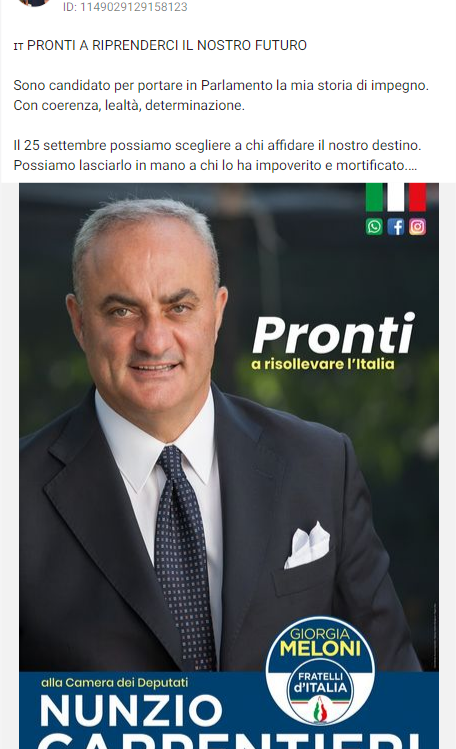 ID: 1149029129158123
IT PRONTI A RIPRENDERCI IL NOSTRO FUTURO
Sono candidato per portare in Parlamento la mia storia di impegno.
Con coerenza, lealtà, determinazione.
Il 25 settembre possiamo scegliere a chi affidare il nostro destino.
Possiamo lasciarlo in mano a chi lo ha impoverito e mortificato....
Pronti
a risollevare l'Italia
GIORGIA
MELONI
FRATELLI
d'ITALIA
alla Camera dei Deputati
NUNZIO
CARPENTIERI